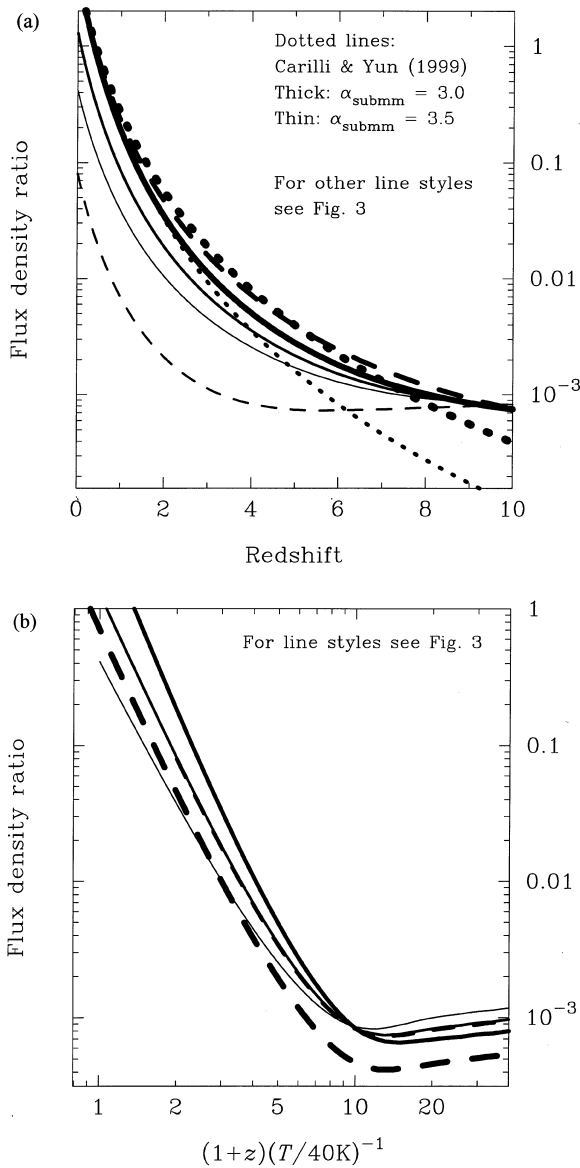 (a)
Dotted lines:
Carilli & Yun (1999)
Thick: α_submm = 3.0
Thin: α_submm = 3.5
For other line styles
see Fig. 3
1
0.1
0.01
10⁻³
Flux density ratio
0 2 4 6 8 10
Redshift
(b)
For line styles see Fig. 3
1
0.1
0.01
10⁻³
Flux density ratio
1 2 5 10 20
(1+z)(T/40K)⁻¹